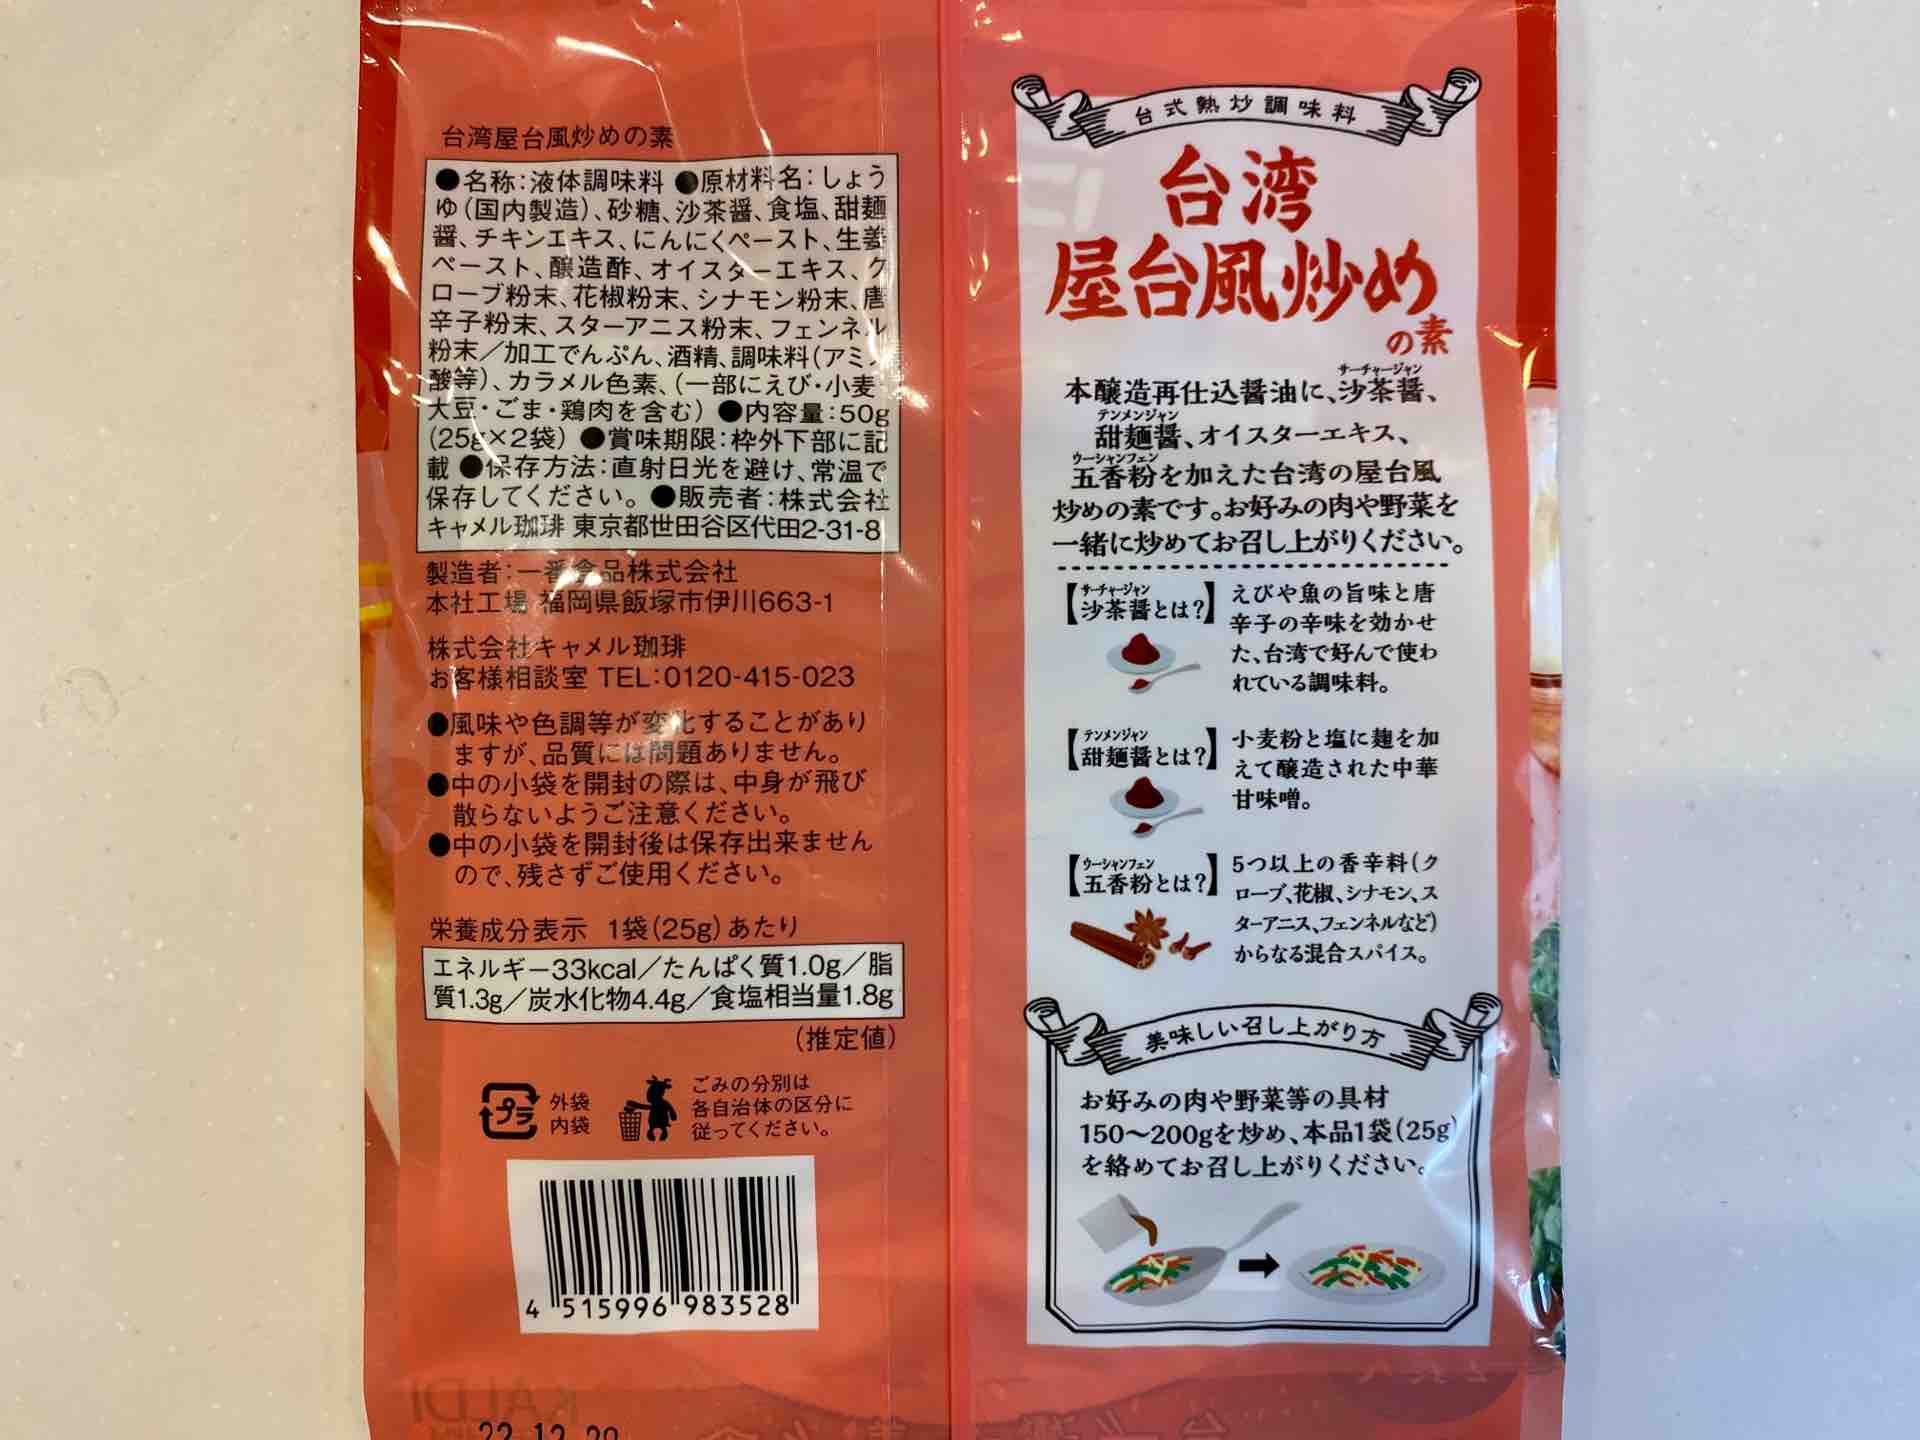 台湾屋台風炒めの素
●名称：液体調味料 ●原材料名：しょう
ゆ（国内製造）、砂糖、沙茶醤、食塩、甜麺
醤、チキンエキス、にんにくペースト、生姜
ペースト、醸造酢、オイスターエキス、ク
ローブ粉末、花椒粉末、シナモン粉末、唐
辛子粉末、スターアニス粉末、フェンネル
粉末／加工でんぷん、酒精、調味料（アミノ
酸等）、カラメル色素、（一部にえび・小麦・
大豆・ごま・鶏肉を含む） ●内容量：50g
（25g×2袋） ●賞味期限：枠外下部に記
載 ●保存方法：直射日光を避け、常温で
保存してください。 ●販売者：株式会社
キャメル珈琲 東京都世田谷区代田2-31-8
製造者：一番食品株式会社
本社工場 福岡県飯塚市伊川663-1
株式会社キャメル珈琲
お客様相談室 TEL：0120-415-023
●風味や色調等が変化することがあり
ますが、品質には問題ありません。
●中の小袋を開封の際は、中身が飛び
散らないようご注意ください。
●中の小袋を開封後は保存出来ません
ので、残さずご使用ください。
栄養成分表示 1袋（25g）あたり
エネルギー33kcal／たんぱく質1.0g／脂
質1.3g／炭水化物4.4g／食塩相当量1.8g
（推定値）
プラ
外袋
内袋
ごみの分別は
各自治体の区分に
従ってください。
4 515996 983528
KALDI
22.12.20
台式熱炒調味料
台湾
屋台風炒め
の素
サーチャージャン
本醸造再仕込醤油に、沙茶醤、
テンメンジャン
甜麺醤、オイスターエキス、
ウーシャンフェン
五香粉を加えた台湾の屋台風
炒めの素です。お好みの肉や野菜を
一緒に炒めてお召し上がりください。
サーチャージャン
【沙茶醤とは？】
えびや魚の旨味と唐
辛子の辛味を効かせ
た、台湾で好んで使わ
れている調味料。
テンメンジャン
【甜麺醤とは？】
小麦粉と塩に麹を加
えて醸造された中華
甘味噌。
ウーシャンフェン
【五香粉とは？】
5つ以上の香辛料（ク
ローブ、花椒、シナモン、ス
ターアニス、フェンネルなど）
からなる混合スパイス。
美味しい召し上がり方
お好みの肉や野菜等の具材
150〜200gを炒め、本品1袋（25g）
を絡めてお召し上がりください。